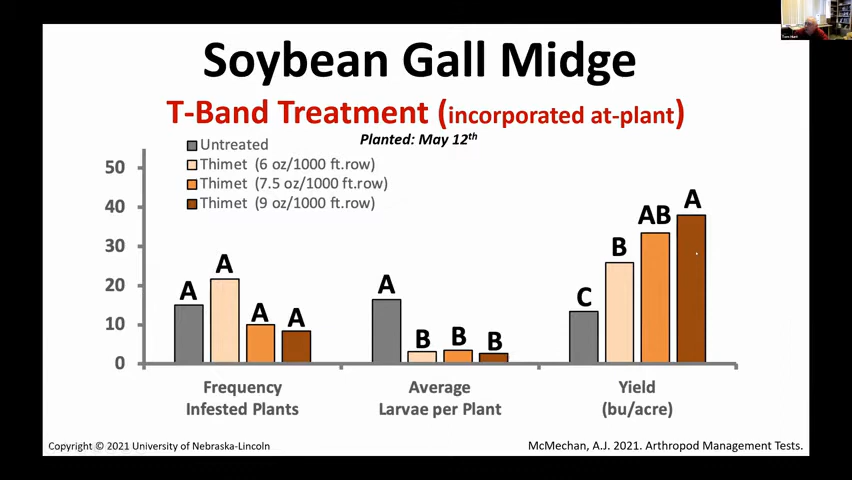 Soybean Gall Midge
T-Band Treatment (incorporated at-plant)
Planted: May 12th
Untreated
Thimet (6 oz/1000 ft.row)
Thimet (7.5 oz/1000 ft.row)
Thimet (9 oz/1000 ft.row)
50
40
30
20
10
0
A
A
A
A
A
B
B
B
C
B
AB
A
Frequency
Infested Plants
Average
Larvae per Plant
Yield
(bu/acre)
Copyright © 2021 University of Nebraska-Lincoln
McMechan, A.J. 2021. Arthropod Management Tests.